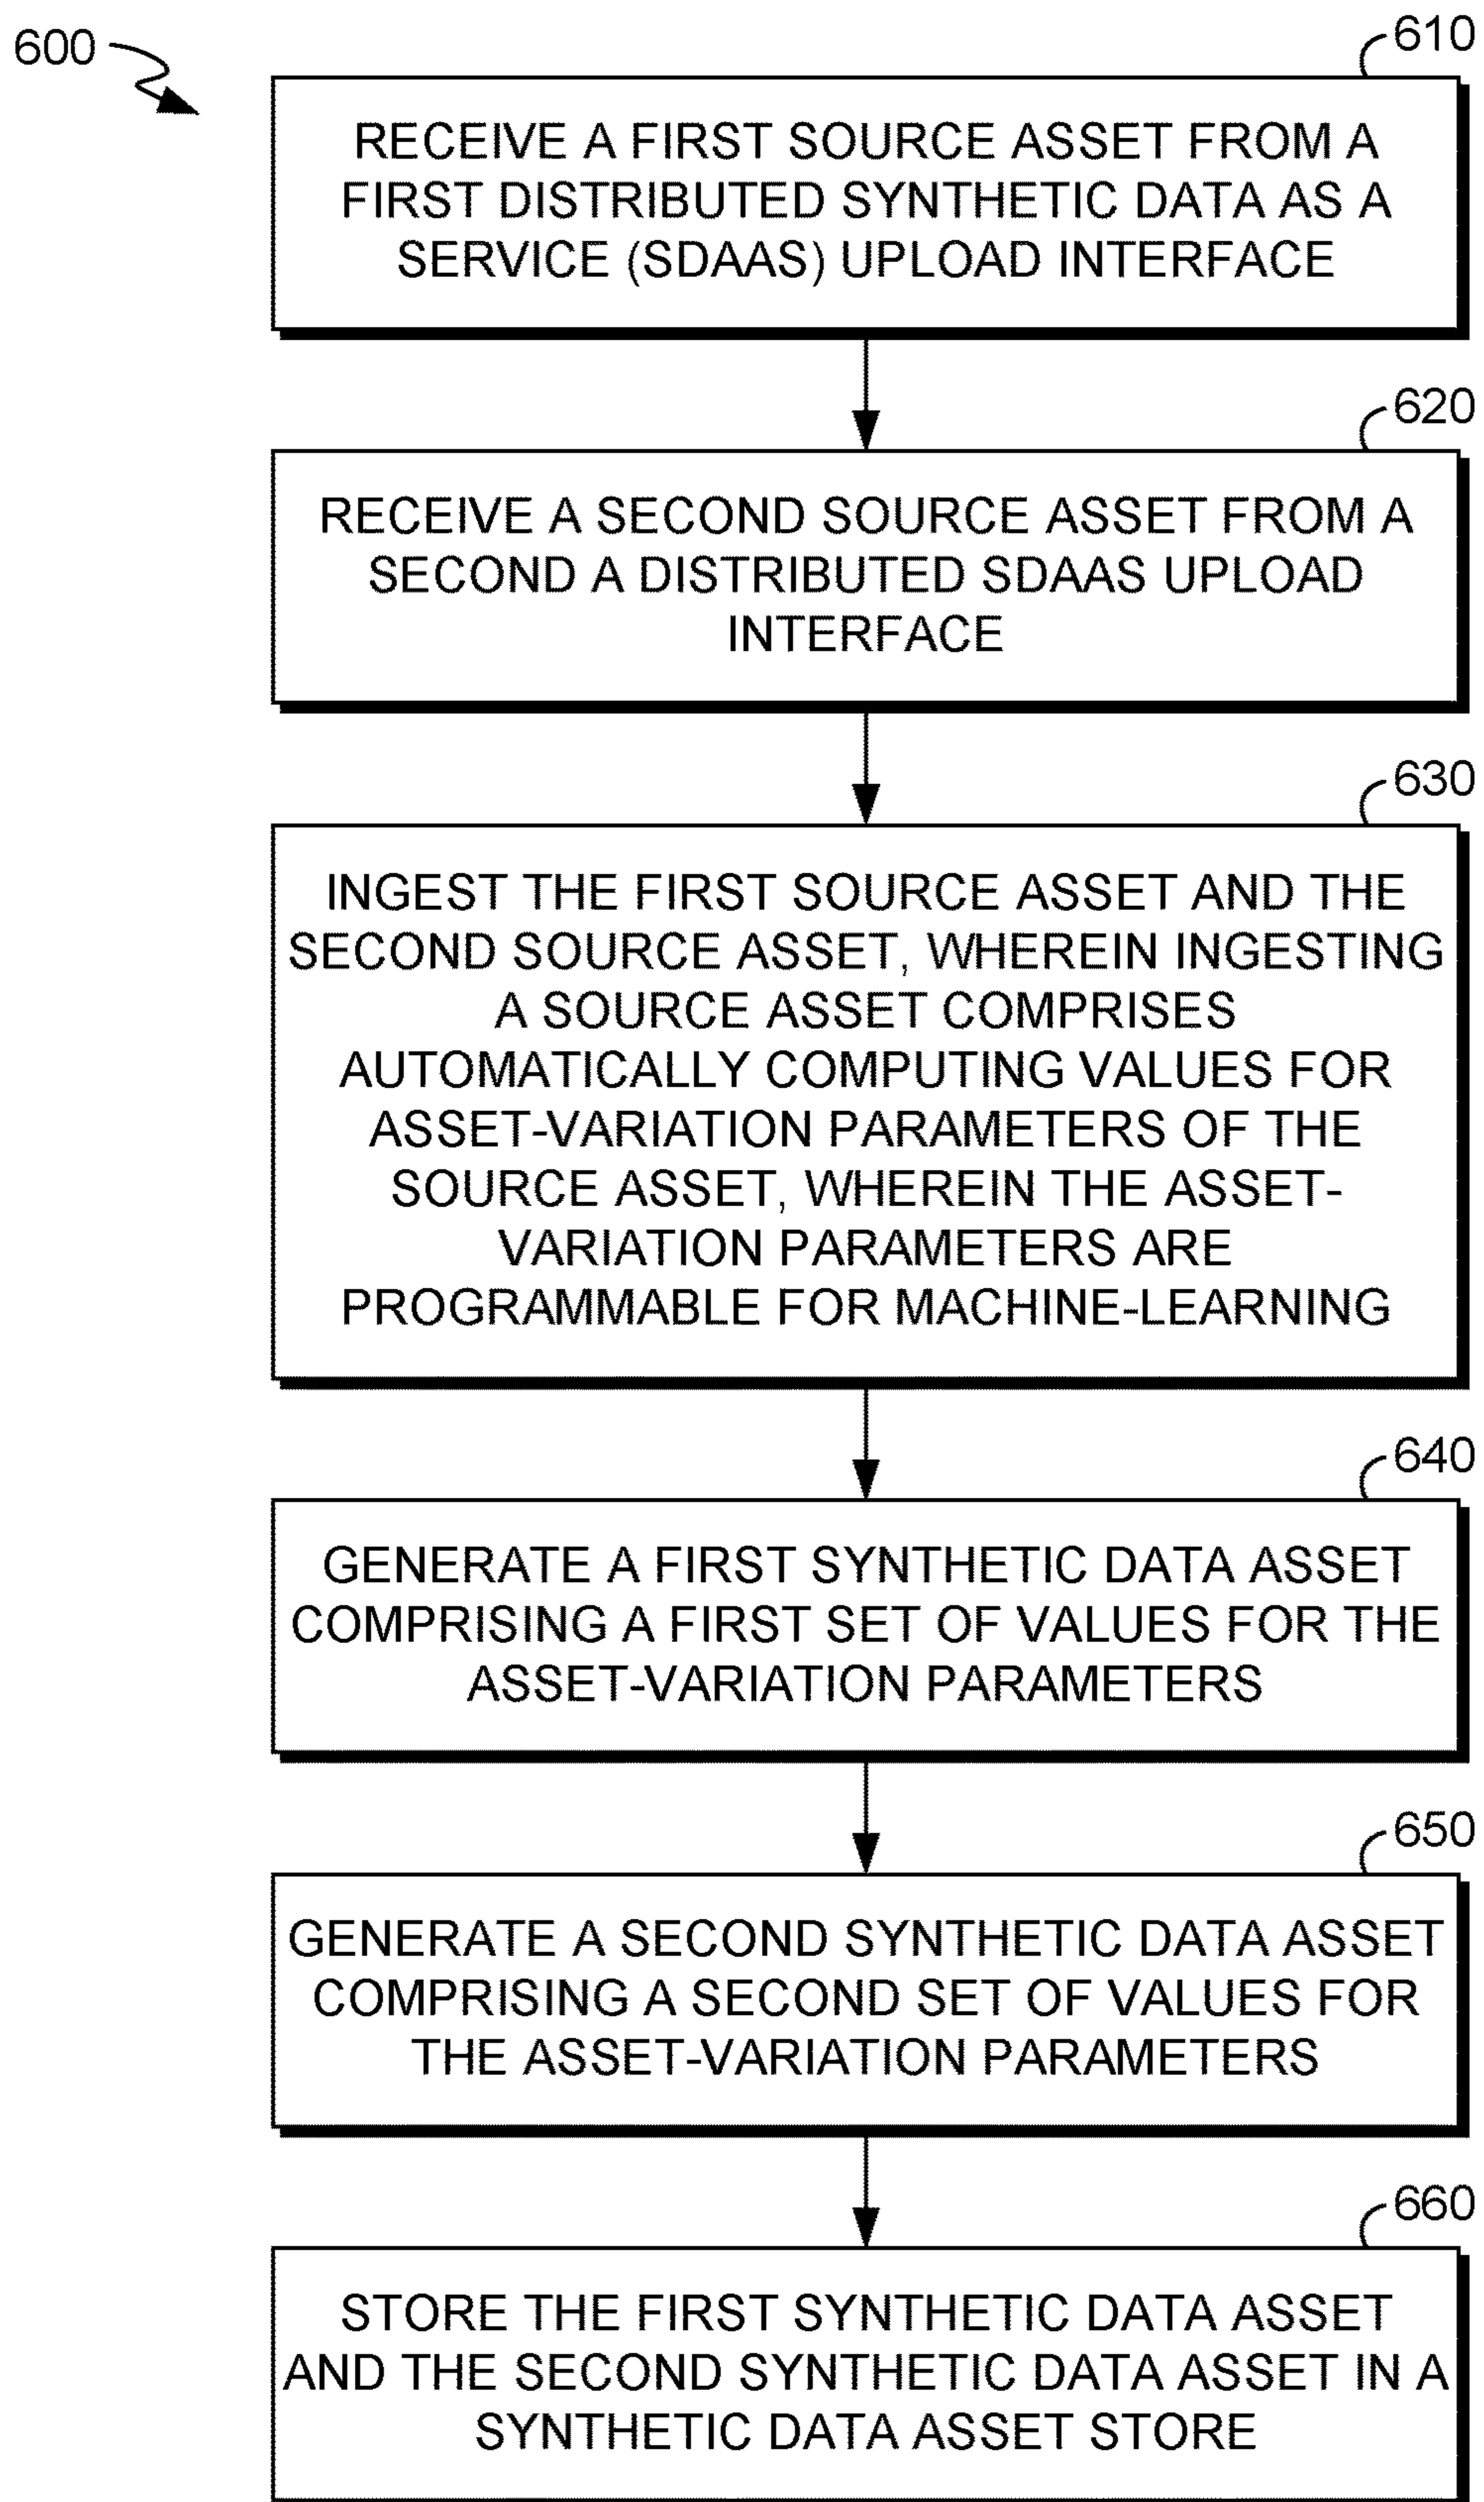 600
610
RECEIVE A FIRST SOURCE ASSET FROM A
FIRST DISTRIBUTED SYNTHETIC DATA AS A
SERVICE (SDAAS) UPLOAD INTERFACE
620
RECEIVE A SECOND SOURCE ASSET FROM A
SECOND A DISTRIBUTED SDAAS UPLOAD
INTERFACE
630
INGEST THE FIRST SOURCE ASSET AND THE
SECOND SOURCE ASSET, WHEREIN INGESTING
A SOURCE ASSET COMPRISES
AUTOMATICALLY COMPUTING VALUES FOR
ASSET-VARIATION PARAMETERS OF THE
SOURCE ASSET, WHEREIN THE ASSET-
VARIATION PARAMETERS ARE
PROGRAMMABLE FOR MACHINE-LEARNING
640
GENERATE A FIRST SYNTHETIC DATA ASSET
COMPRISING A FIRST SET OF VALUES FOR THE
ASSET-VARIATION PARAMETERS
650
GENERATE A SECOND SYNTHETIC DATA ASSET
COMPRISING A SECOND SET OF VALUES FOR
THE ASSET-VARIATION PARAMETERS
660
STORE THE FIRST SYNTHETIC DATA ASSET
AND THE SECOND SYNTHETIC DATA ASSET IN A
SYNTHETIC DATA ASSET STORE